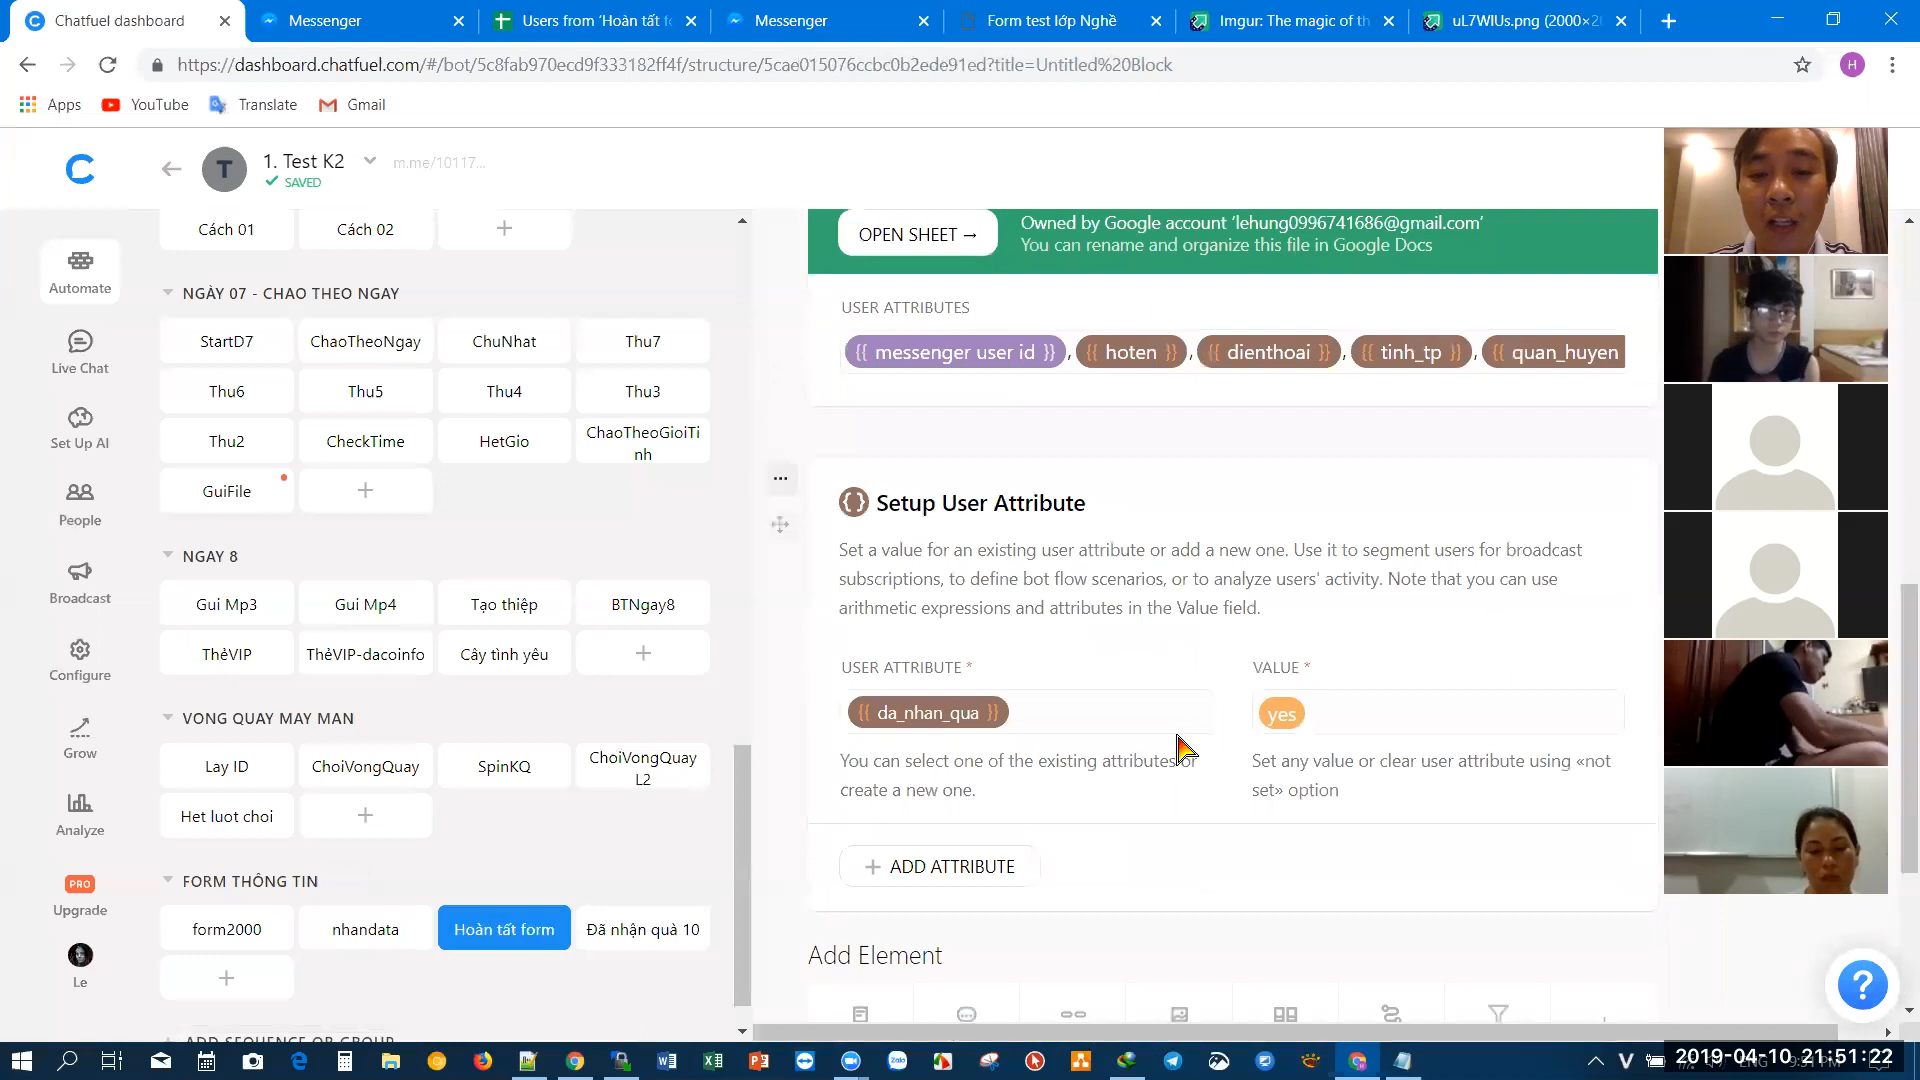 Chatfuel dashboard
Messenger
Users from ‘Hoàn tất fo
Messenger
Form test lớp Nghề
Imgur: The magic of th
uL7WlUs.png (2000×2
https://dashboard.chatfuel.com/#/bot/5c8fab970ecd9f333182ff4f/structure/5cae015076ccbc0b2ede91ed?title=Untitled%20Block
H
Apps
YouTube
Translate
Gmail
T
1. Test K2
m.me/10117...
SAVED
Automate
Live Chat
Set Up AI
People
Broadcast
Configure
Grow
Analyze
PRO
Upgrade
Le
Cách 01
Cách 02
NGÀY 07 - CHAO THEO NGAY
StartD7
ChaoTheoNgay
ChuNhat
Thu7
Thu6
Thu5
Thu4
Thu3
Thu2
CheckTime
HetGio
ChaoTheoGioiTi
nh
GuiFile
NGAY 8
Gui Mp3
Gui Mp4
Tạo thiệp
BTNgay8
ThẻVIP
ThẻVIP-dacoinfo
Cây tình yêu
VONG QUAY MAY MAN
Lay ID
ChoiVongQuay
SpinKQ
ChoiVongQuay
L2
Het luot choi
FORM THÔNG TIN
form2000
nhandata
Hoàn tất form
Đã nhận quà 10
ADD SEQUENCE OR GROUP
OPEN SHEET →
Owned by Google account ‘lehung0996741686@gmail.com’
You can rename and organize this file in Google Docs
USER ATTRIBUTES
{{ messenger user id }}, {{ hoten }}, {{ dienthoai }}, {{ tinh_tp }}, {{ quan_huyen
Setup User Attribute
Set a value for an existing user attribute or add a new one. Use it to segment users for broadcast
subscriptions, to define bot flow scenarios, or to analyze users' activity. Note that you can use
arithmetic expressions and attributes in the Value field.
USER ATTRIBUTE *
VALUE *
{{ da_nhan_qua }}
yes
You can select one of the existing attributes or
create a new one.
Set any value or clear user attribute using «not
set» option
+ ADD ATTRIBUTE
Add Element
2019-04-10 21:51:22